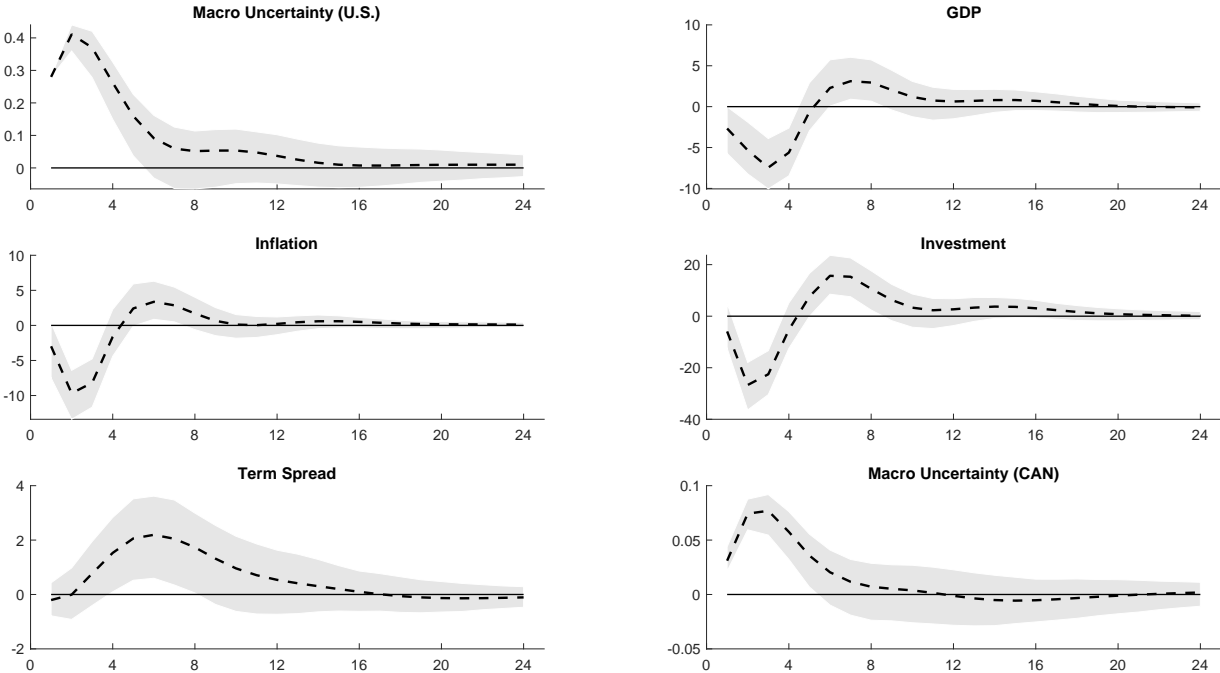 Macro Uncertainty (U.S.)
0.4
0.3
0.2
0.1
0
0 4 8 12 16 20 24
GDP
10
5
0
-5
-10
0 4 8 12 16 20 24
Inflation
10
5
0
-5
-10
0 4 8 12 16 20 24
Investment
20
0
-20
-40
0 4 8 12 16 20 24
Term Spread
4
2
0
-2
0 4 8 12 16 20 24
Macro Uncertainty (CAN)
0.1
0.05
0
-0.05
0 4 8 12 16 20 24